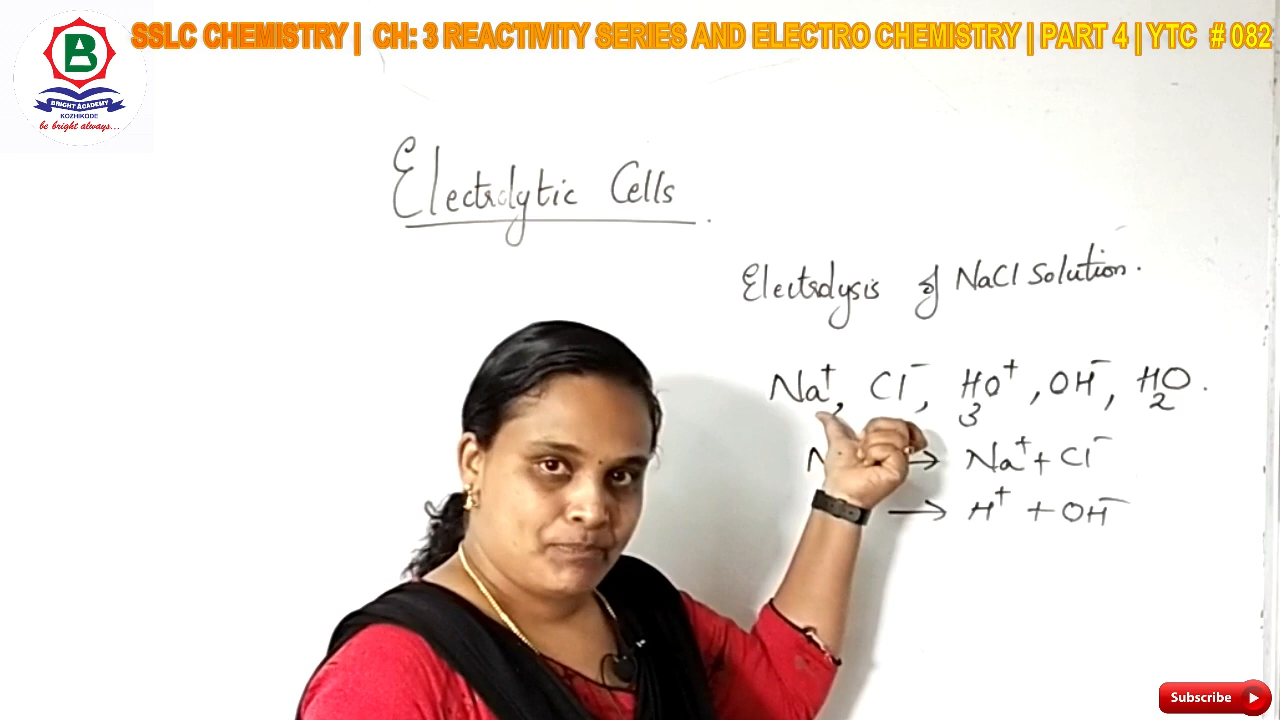 SSLC CHEMISTRY | CH: 3 REACTIVITY SERIES AND ELECTRO CHEMISTRY | PART 4 | YTC # 082
B
BRIGHT ACADEMY
KOZHIKODE
be bright always...
Electrolytic Cells.
Electrolysis of NaCl Solution.
Na⁺, Cl⁻, H₃O⁺, OH⁻, H₂O.
→ Na⁺ + Cl⁻
→ H⁺ + OH⁻
Subscribe